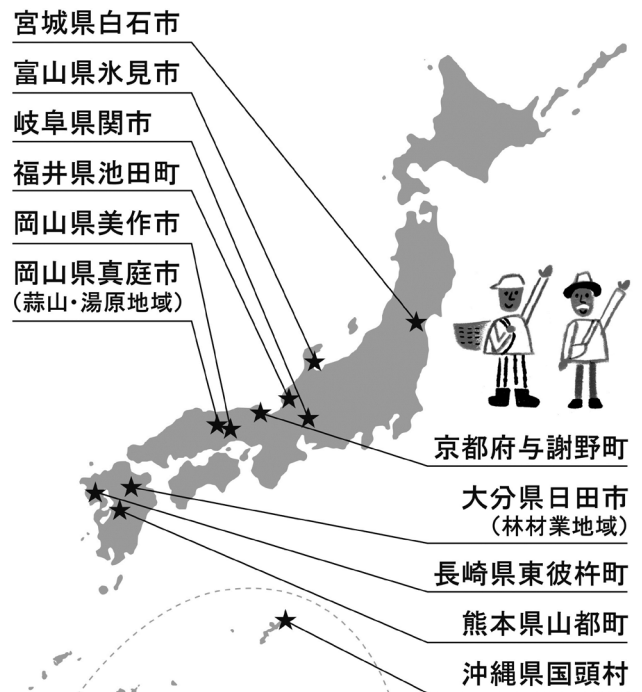 宮城県白石市
富山県氷見市
岐阜県関市
福井県池田町
岡山県美作市
岡山県真庭市
（蒜山・湯原地域）
京都府与謝野町
大分県日田市
（林材業地域）
長崎県東彼杵町
熊本県山都町
沖縄県国頭村